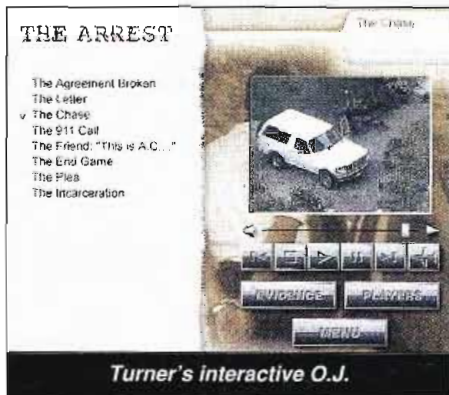 THE ARREST
The Chase
The Agreement Broken
The Letter
v The Chase
The 911 Call
The Friend: "This is A.C...."
The End Game
The Plea
The Incarceration
EVIDENCE
PLAYERS
MENU
Turner's interactive O.J.